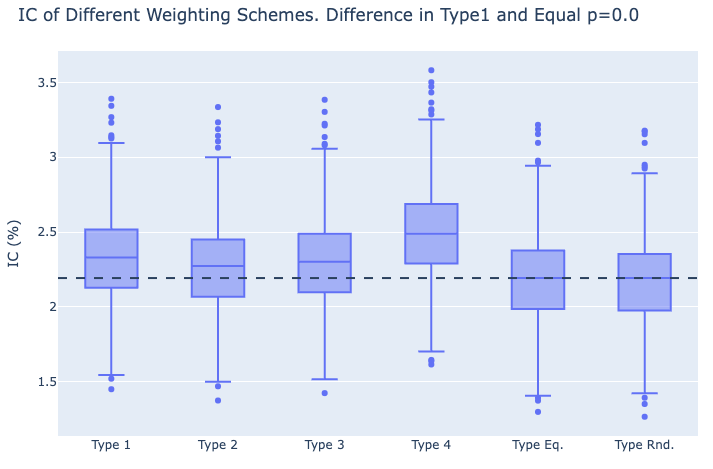 IC of Different Weighting Schemes. Difference in Type1 and Equal p=0.0
3.5
3
2.5
2
1.5
IC (%)
Type 1
Type 2
Type 3
Type 4
Type Eq.
Type Rnd.